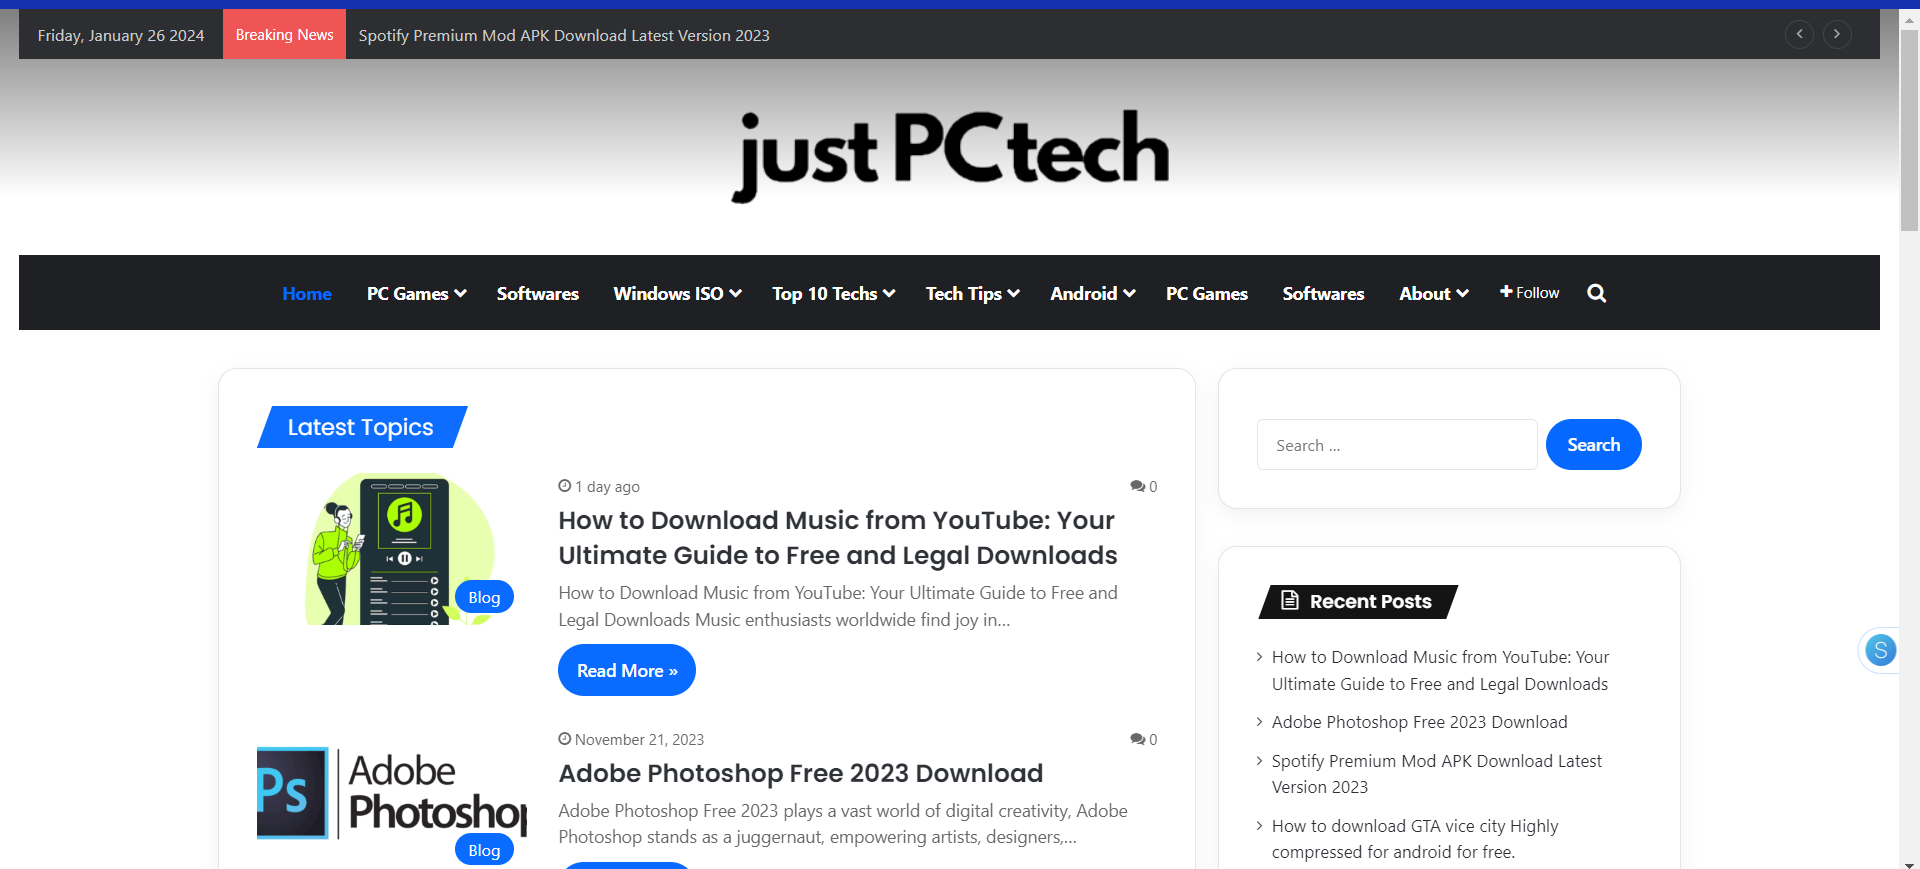 Friday, January 26 2024
Breaking News
Spotify Premium Mod APK Download Latest Version 2023
just PCtech
Home PC Games Softwares Windows ISO Top 10 Techs Tech Tips Android PC Games Softwares About + Follow
Latest Topics
1 day ago 0
How to Download Music from YouTube: Your
Ultimate Guide to Free and Legal Downloads
How to Download Music from YouTube: Your Ultimate Guide to Free and
Legal Downloads Music enthusiasts worldwide find joy in…
Blog
Read More »
November 21, 2023 0
Adobe Photoshop Free 2023 Download
Adobe Photoshop Free 2023 plays a vast world of digital creativity, Adobe
Photoshop stands as a juggernaut, empowering artists, designers,…
Ps
Adobe
Photoshop
Blog
Search …
Search
Recent Posts
How to Download Music from YouTube: Your
Ultimate Guide to Free and Legal Downloads
Adobe Photoshop Free 2023 Download
Spotify Premium Mod APK Download Latest
Version 2023
How to download GTA vice city Highly
compressed for android for free.
S